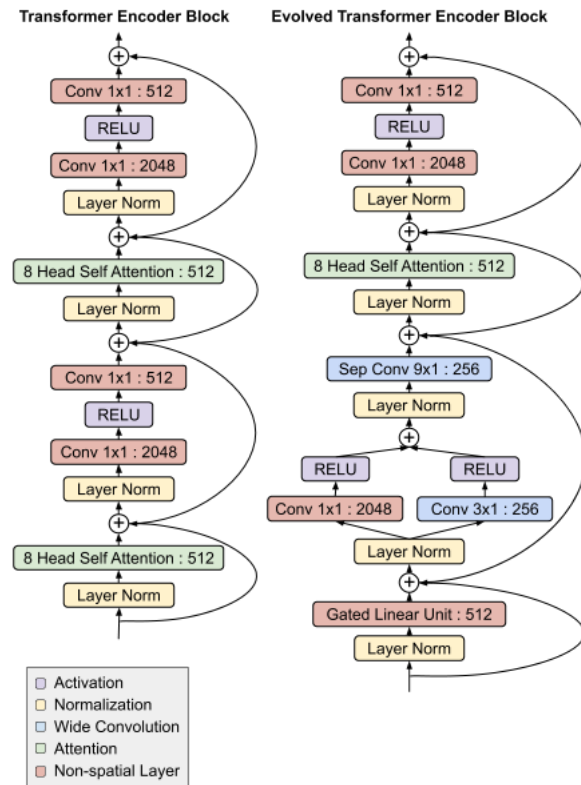 Transformer Encoder Block
+
Conv 1x1 : 512
RELU
Conv 1x1 : 2048
Layer Norm
+
8 Head Self Attention : 512
Layer Norm
+
Conv 1x1 : 512
RELU
Conv 1x1 : 2048
Layer Norm
+
8 Head Self Attention : 512
Layer Norm
Evolved Transformer Encoder Block
+
Conv 1x1 : 512
RELU
Conv 1x1 : 2048
Layer Norm
+
8 Head Self Attention : 512
Layer Norm
+
Sep Conv 9x1 : 256
Layer Norm
+
RELU RELU
Conv 1x1 : 2048 Conv 3x1 : 256
Layer Norm
+
Gated Linear Unit : 512
Layer Norm
Activation
Normalization
Wide Convolution
Attention
Non-spatial Layer